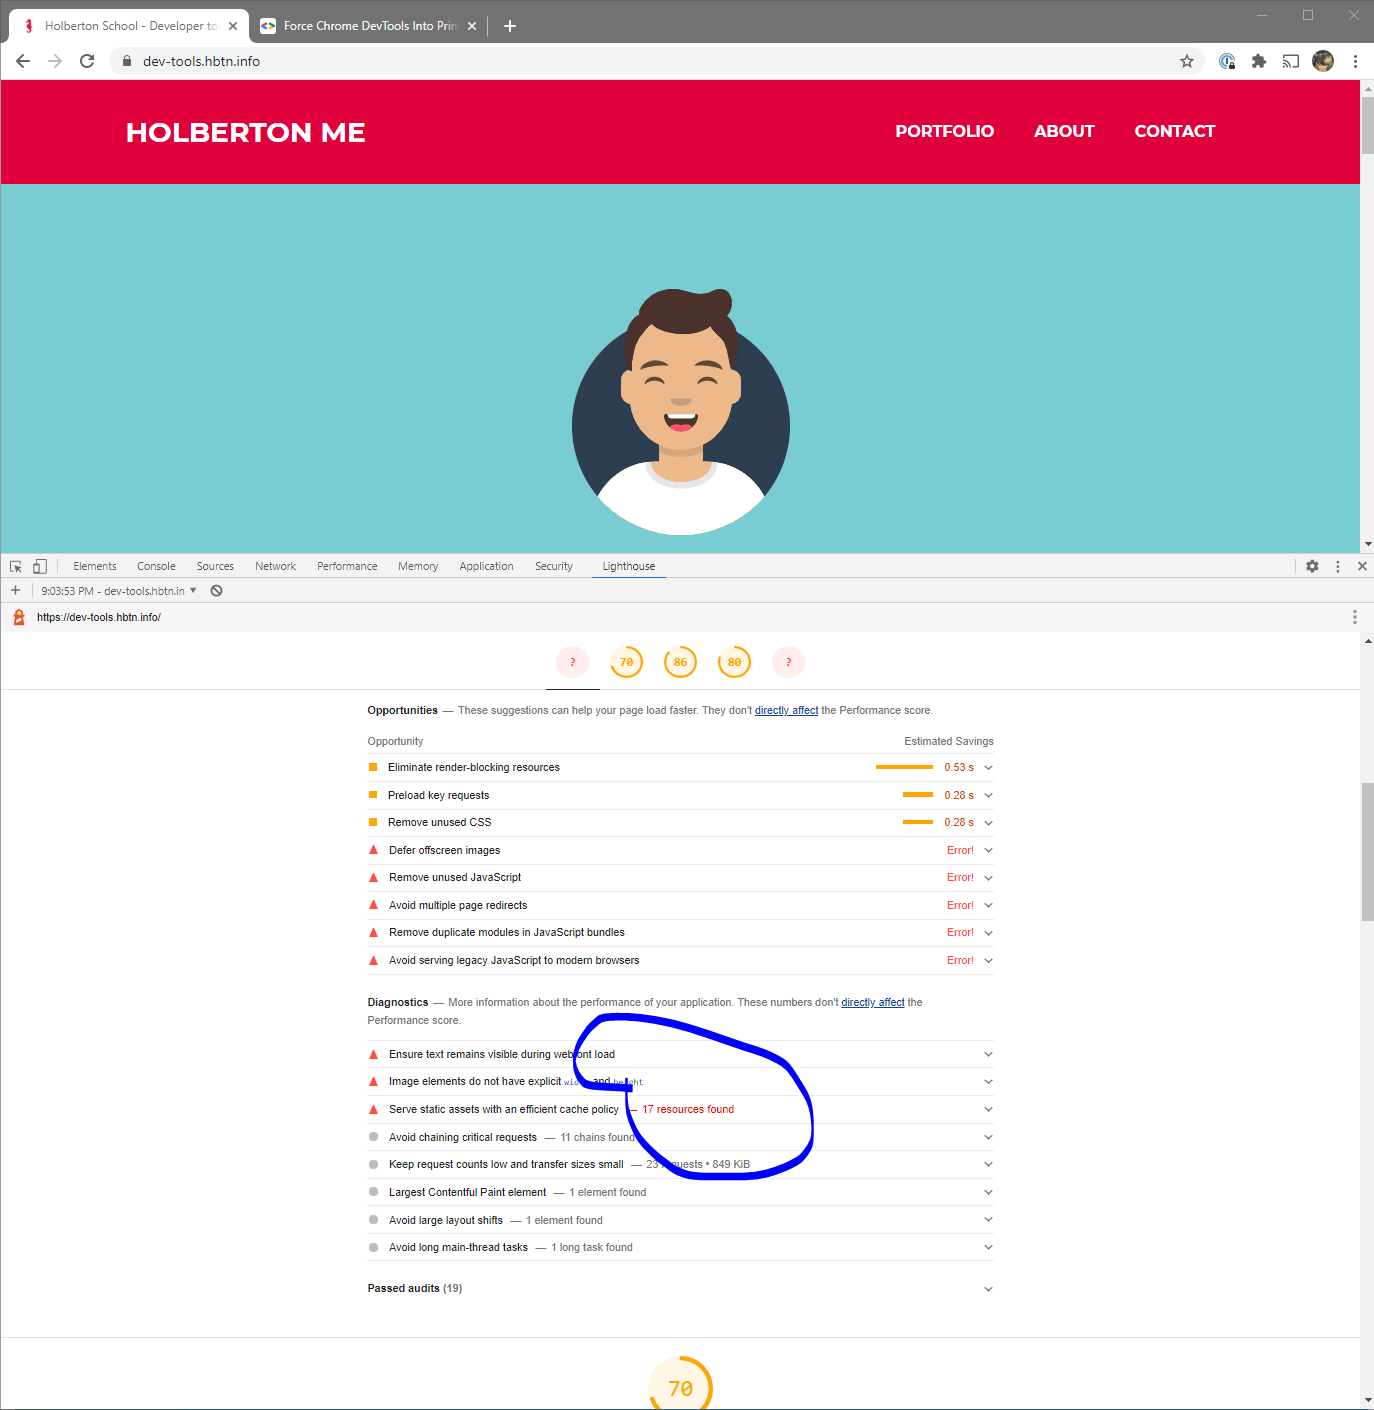 Holberton School - Developer to
Force Chrome DevTools Into Prin
dev-tools.hbtn.info
HOLBERTON ME
PORTFOLIO ABOUT CONTACT
Elements Console Sources Network Performance Memory Application Security Lighthouse
9:03:53 PM - dev-tools.hbtn.in
https://dev-tools.hbtn.info/
? 70 86 80 ?
Opportunities — These suggestions can help your page load faster. They don't directly affect the Performance score.
Opportunity Estimated Savings
Eliminate render-blocking resources 0.53 s
Preload key requests 0.28 s
Remove unused CSS 0.28 s
Defer offscreen images Error!
Remove unused JavaScript Error!
Avoid multiple page redirects Error!
Remove duplicate modules in JavaScript bundles Error!
Avoid serving legacy JavaScript to modern browsers Error!
Diagnostics — More information about the performance of your application. These numbers don't directly affect the
Performance score.
Ensure text remains visible during webfont load
Image elements do not have explicit width and height
Serve static assets with an efficient cache policy — 17 resources found
Avoid chaining critical requests — 11 chains found
Keep request counts low and transfer sizes small — 23 requests • 849 KiB
Largest Contentful Paint element — 1 element found
Avoid large layout shifts — 1 element found
Avoid long main-thread tasks — 1 long task found
Passed audits (19)
70